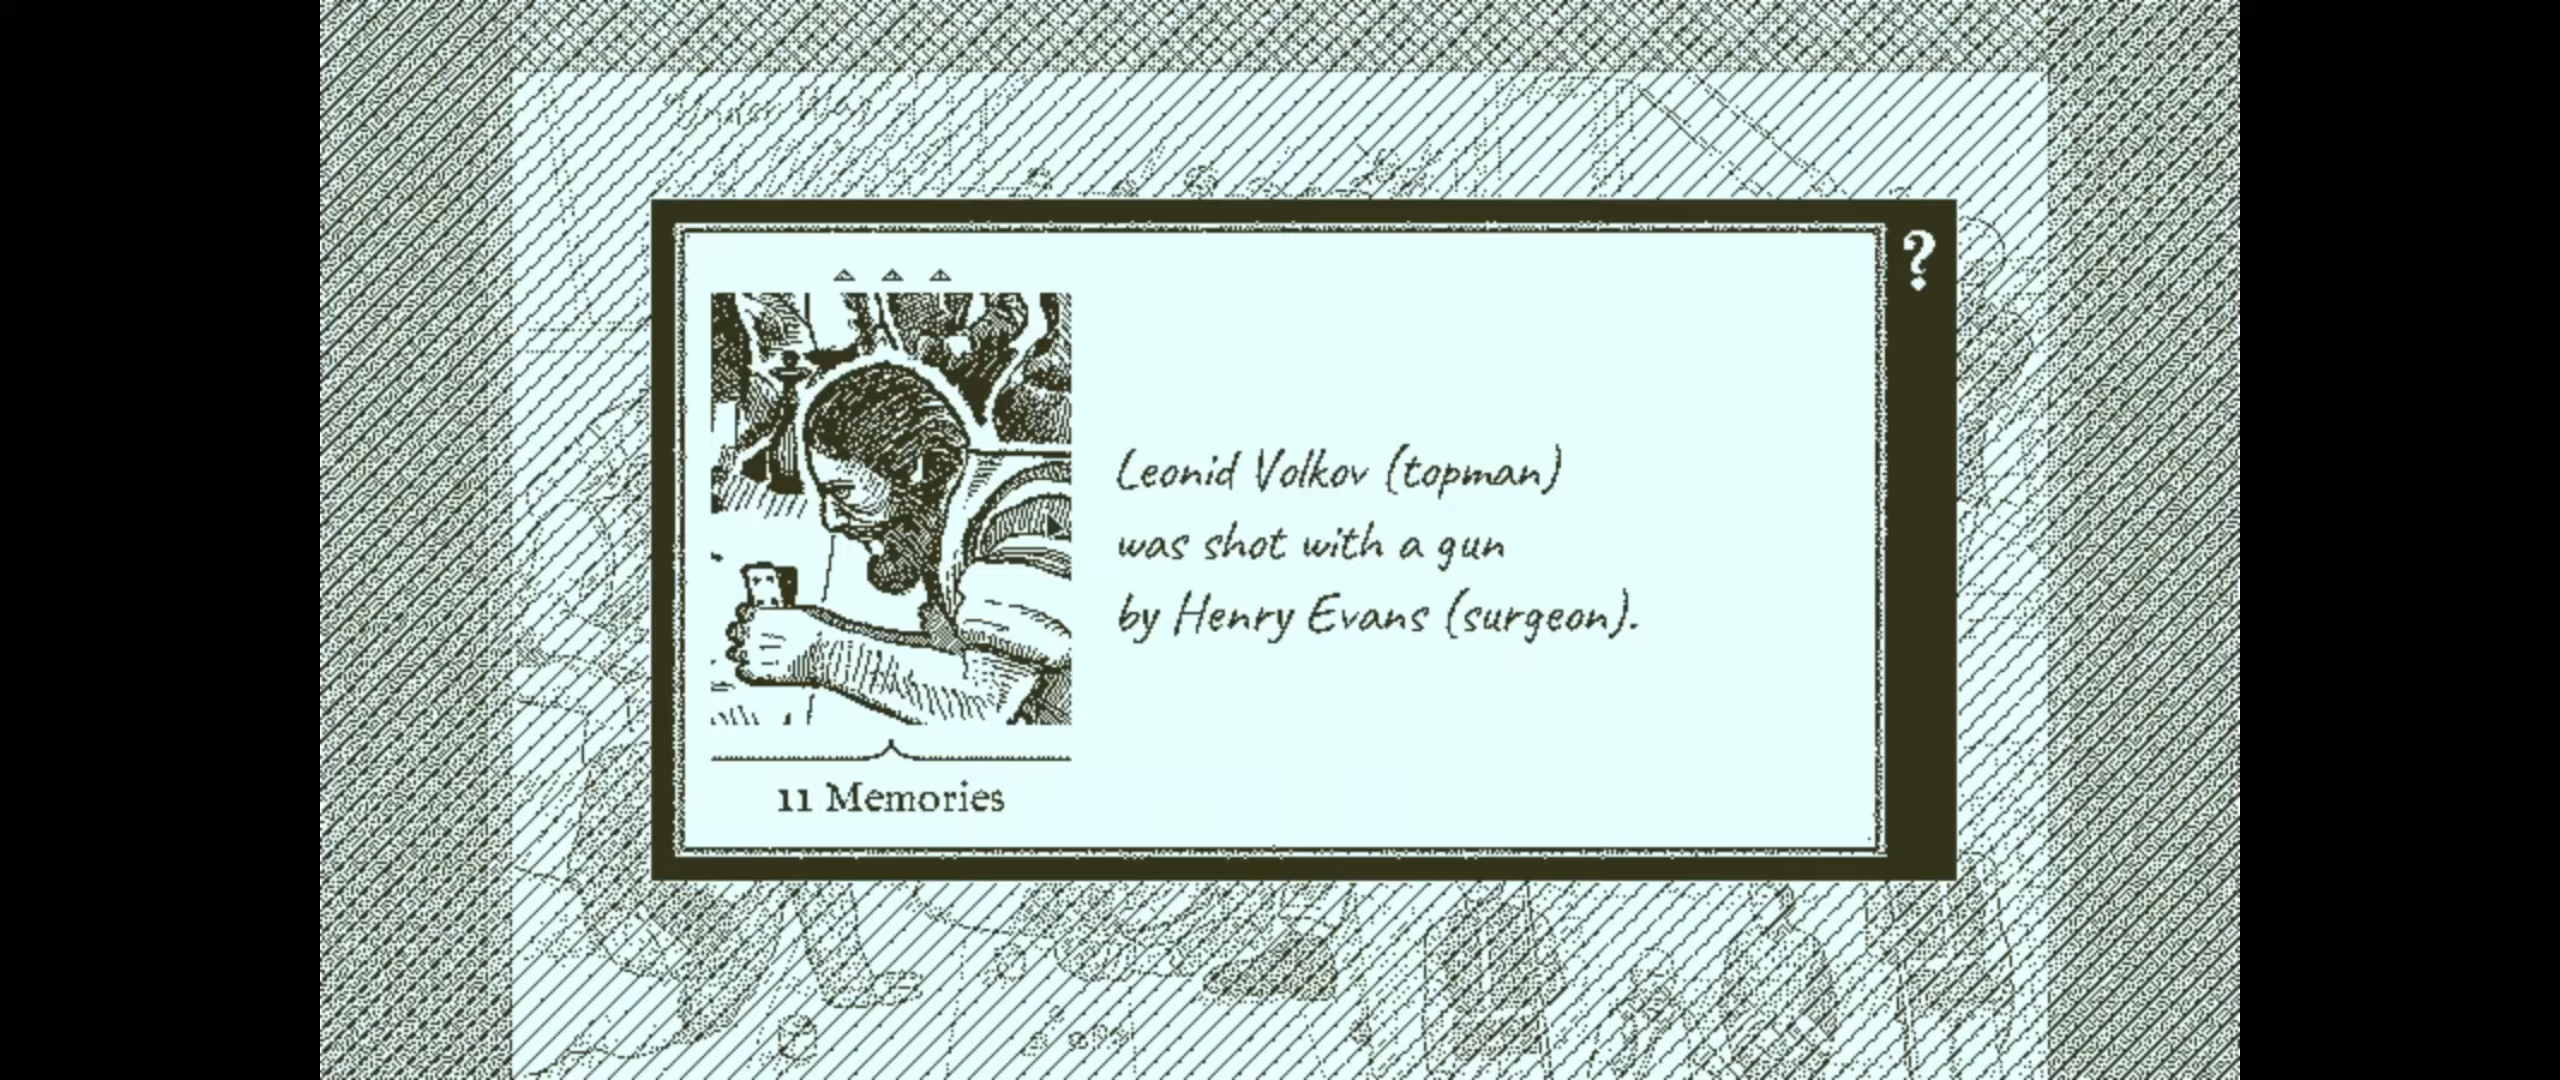 ?
Leonid Volkov (topman)
was shot with a gun
by Henry Evans (surgeon).
11 Memories